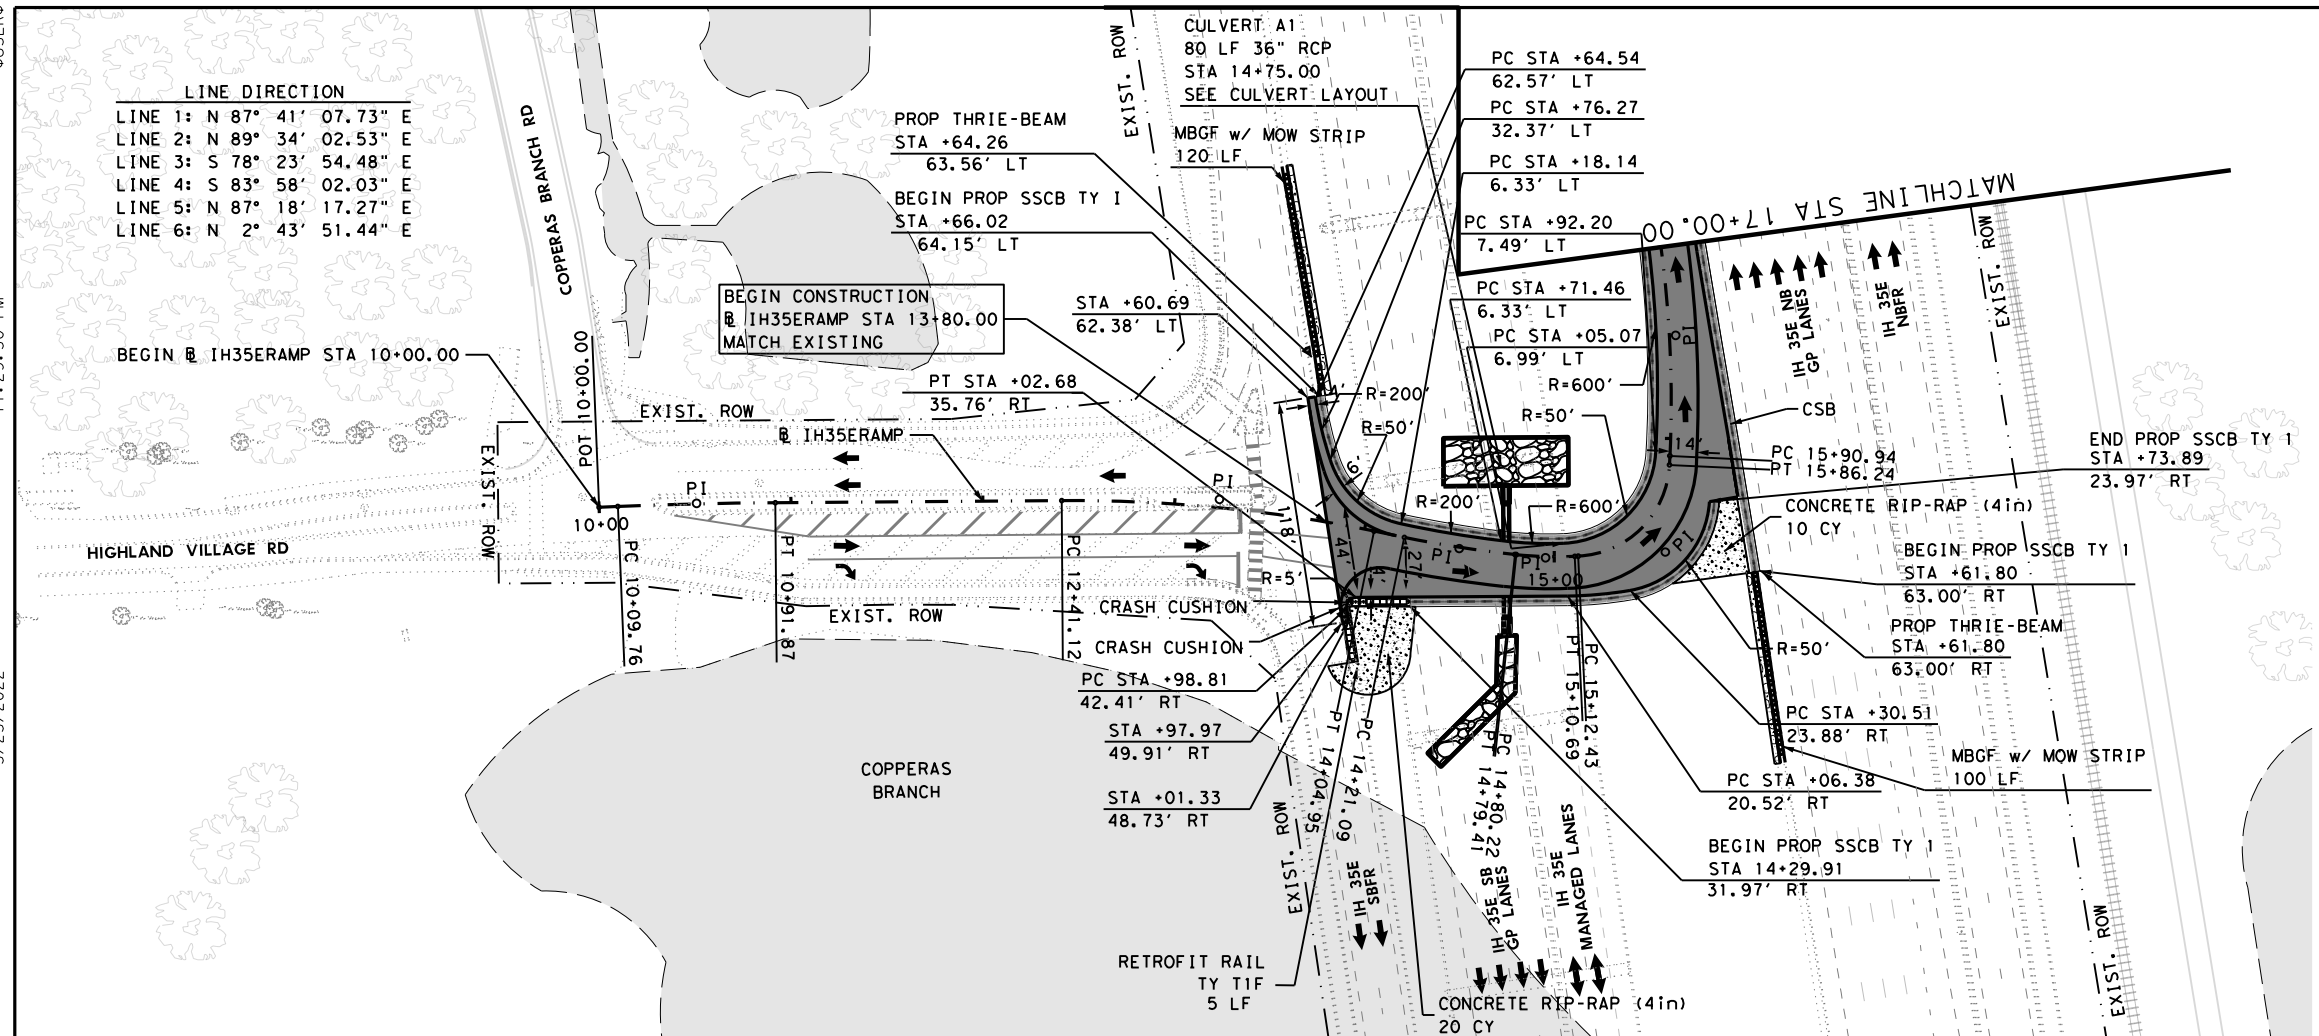 LINE DIRECTION
LINE 1: N 87° 41' 07.73" E
LINE 2: N 89° 34' 02.53" E
LINE 3: S 78° 23' 54.48" E
LINE 4: S 83° 58' 02.03" E
LINE 5: N 87° 18' 17.27" E
LINE 6: N 2° 43' 51.44" E
COPPERAS BRANCH RD
BEGIN B IH35ERAMP STA 10+00.00
POT 10+00.00
EXIST. ROW
EXIST. ROW
HIGHLAND VILLAGE RD
10+00
PI
PC 10+09.76
PT 10+91.87
PC 12+41.12
B IH35ERAMP
PI
EXIST. ROW
COPPERAS
BRANCH
BEGIN CONSTRUCTION
B IH35ERAMP STA 13+80.00
MATCH EXISTING
PROP THRIE-BEAM
STA +64.26
63.56' LT
BEGIN PROP SSCB TY I
STA +66.02
64.15' LT
STA +60.69
62.38' LT
PT STA +02.68
35.76' RT
EXIST. ROW
CULVERT A1
80 LF 36" RCP
STA 14+75.00
SEE CULVERT LAYOUT
MBGF w/ MOW STRIP
120 LF
PC STA +64.54
62.57' LT
PC STA +76.27
32.37' LT
PC STA +18.14
6.33' LT
PC STA +92.20
7.49' LT
PC STA +71.46
6.33' LT
PC STA +05.07
6.99' LT
MATCHLINE STA 17+00.00
R=200'
R=50'
R=600'
R=50'
R=200'
R=600'
R=5'
16'
118'
44'
27'
14'
PI
PI
15+00
PI
PI
CSB
PC 15+90.94
PT 15+86.24
IH 35E NB
GP LANES
IH 35E
NBFR
EXIST. ROW
END PROP SSCB TY 1
STA +73.89
23.97' RT
CONCRETE RIP-RAP (4in)
10 CY
BEGIN PROP SSCB TY 1
STA +61.80
63.00' RT
PROP THRIE-BEAM
STA +61.80
63.00' RT
R=50'
PC STA +30.51
23.88' RT
MBGF w/ MOW STRIP
100 LF
PC STA +06.38
20.52' RT
BEGIN PROP SSCB TY 1
STA 14+29.91
31.97' RT
CRASH CUSHION
CRASH CUSHION
PC STA +98.81
42.41' RT
STA +97.97
49.91' RT
STA +01.33
48.73' RT
PT 14+04.95
PC 14+21.09
PT 14+79.41
PC 14+80.22
PT 15+10.69
PC 15+12.43
EXIST. ROW
IH 35E
SBFR
IH 35E SB
GP LANES
IH 35E
MANAGED LANES
EXIST. ROW
RETROFIT RAIL
TY T1F
5 LF
CONCRETE RIP-RAP (4in)
20 CY